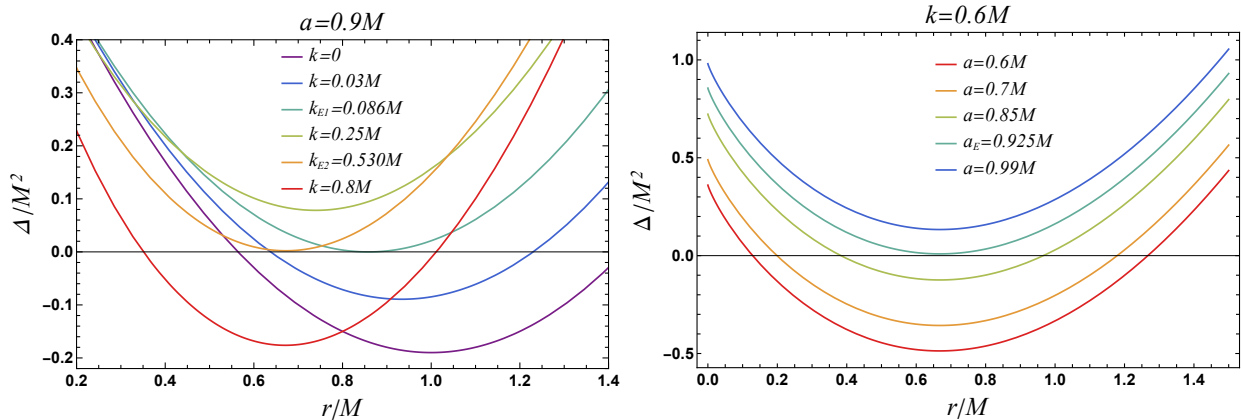 a=0.9M
0.4
0.3
0.2
0.1
0.0
-0.1
-0.2
Δ/M²
k=0
k=0.03M
k_E1=0.086M
k=0.25M
k_E2=0.530M
k=0.8M
0.2 0.4 0.6 0.8 1.0 1.2 1.4
r/M
k=0.6M
1.0
0.5
0.0
-0.5
Δ/M²
a=0.6M
a=0.7M
a=0.85M
a_E=0.925M
a=0.99M
0.0 0.2 0.4 0.6 0.8 1.0 1.2 1.4
r/M